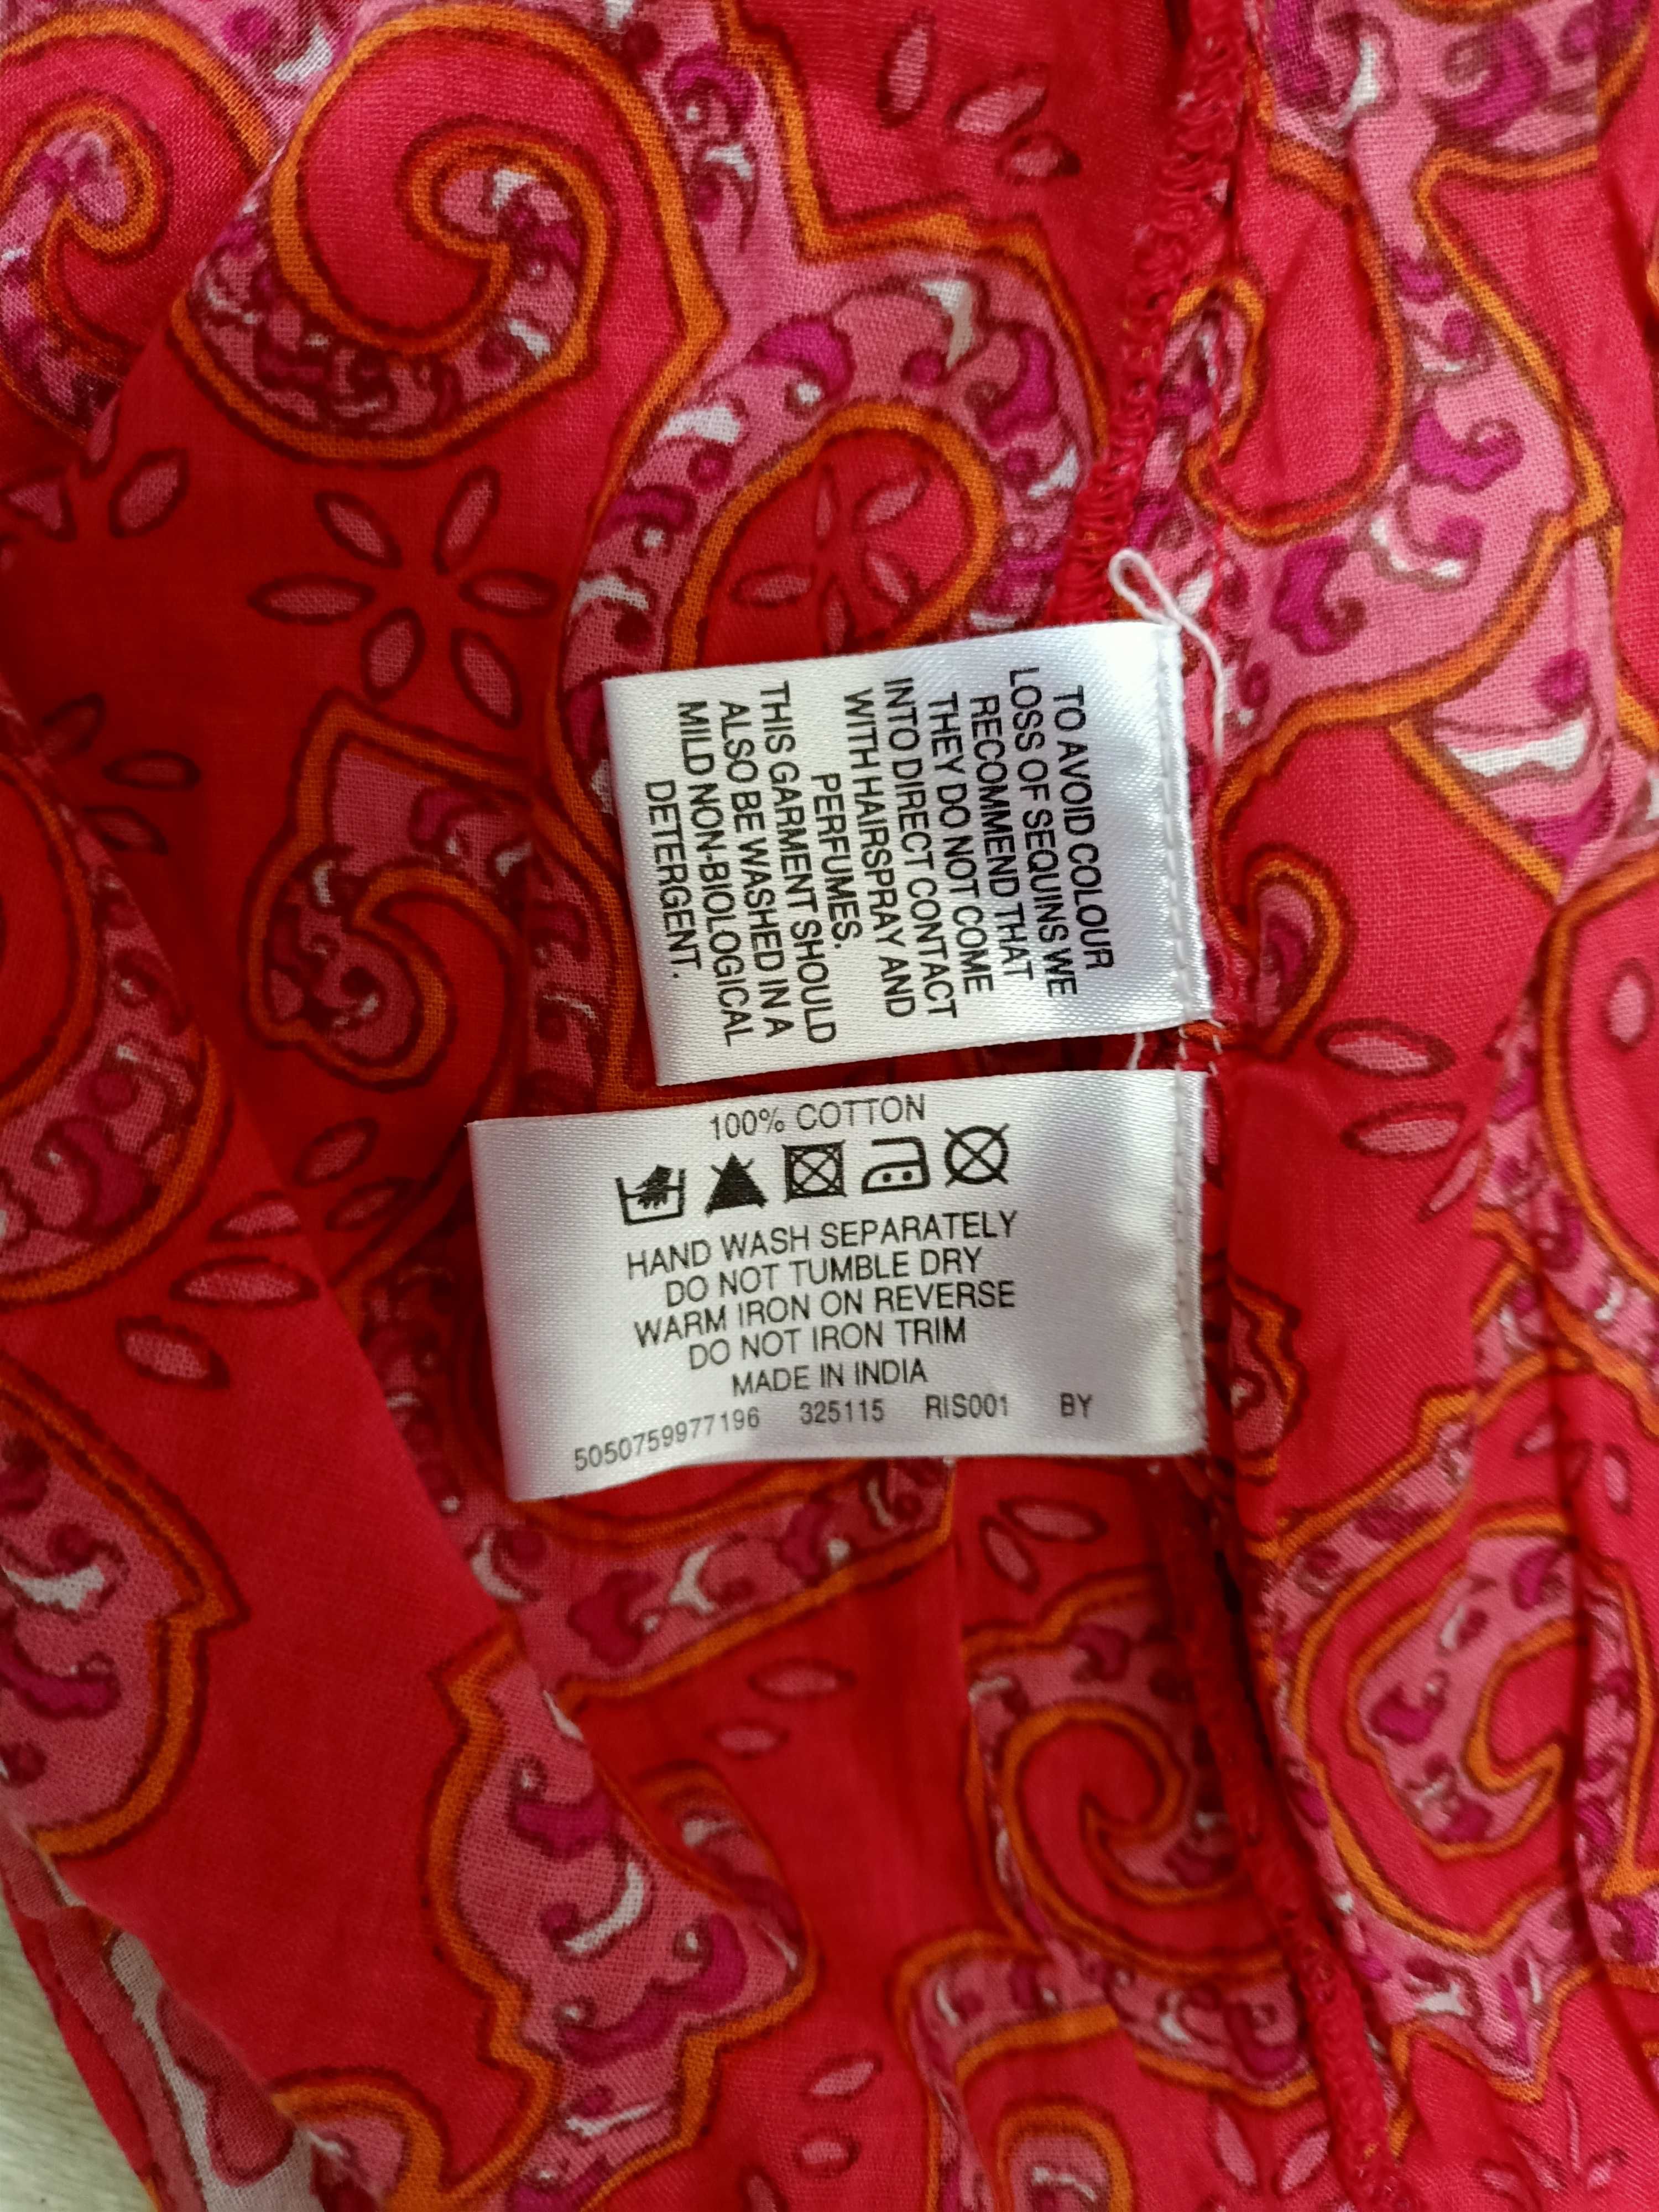 TO AVOID COLOUR
LOSS OF SEQUINS WE
RECOMMEND THAT
THEY DO NOT COME
INTO DIRECT CONTACT
WITH HAIRSPRAY AND
PERFUMES.
THIS GARMENT SHOULD
ALSO BE WASHED IN A
MILD NON-BIOLOGICAL
DETERGENT.
100% COTTON
HAND WASH SEPARATELY
DO NOT TUMBLE DRY
WARM IRON ON REVERSE
DO NOT IRON TRIM
MADE IN INDIA
5050759977196 325115 RIS001 BY